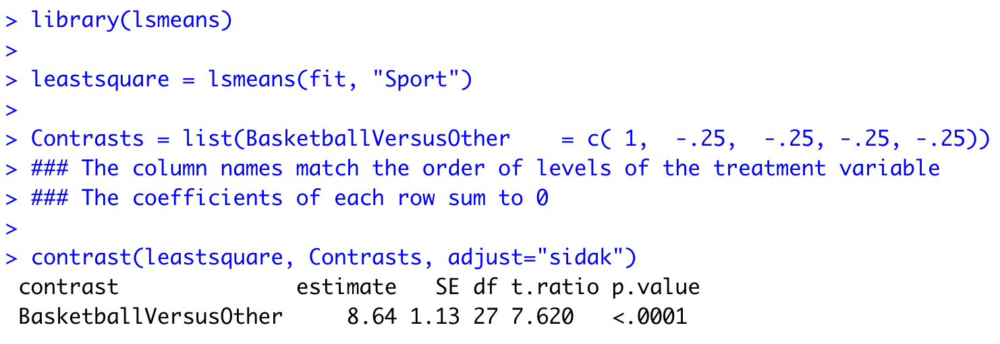 > library(lsmeans)
>
> leastsquare = lsmeans(fit, "Sport")
>
> Contrasts = list(BasketballVersusOther    = c( 1,  -.25,  -.25, -.25, -.25))
> ### The column names match the order of levels of the treatment variable
> ### The coefficients of each row sum to 0
>
> contrast(leastsquare, Contrasts, adjust="sidak")
 contrast              estimate   SE df t.ratio p.value
 BasketballVersusOther     8.64 1.13 27 7.620   <.0001